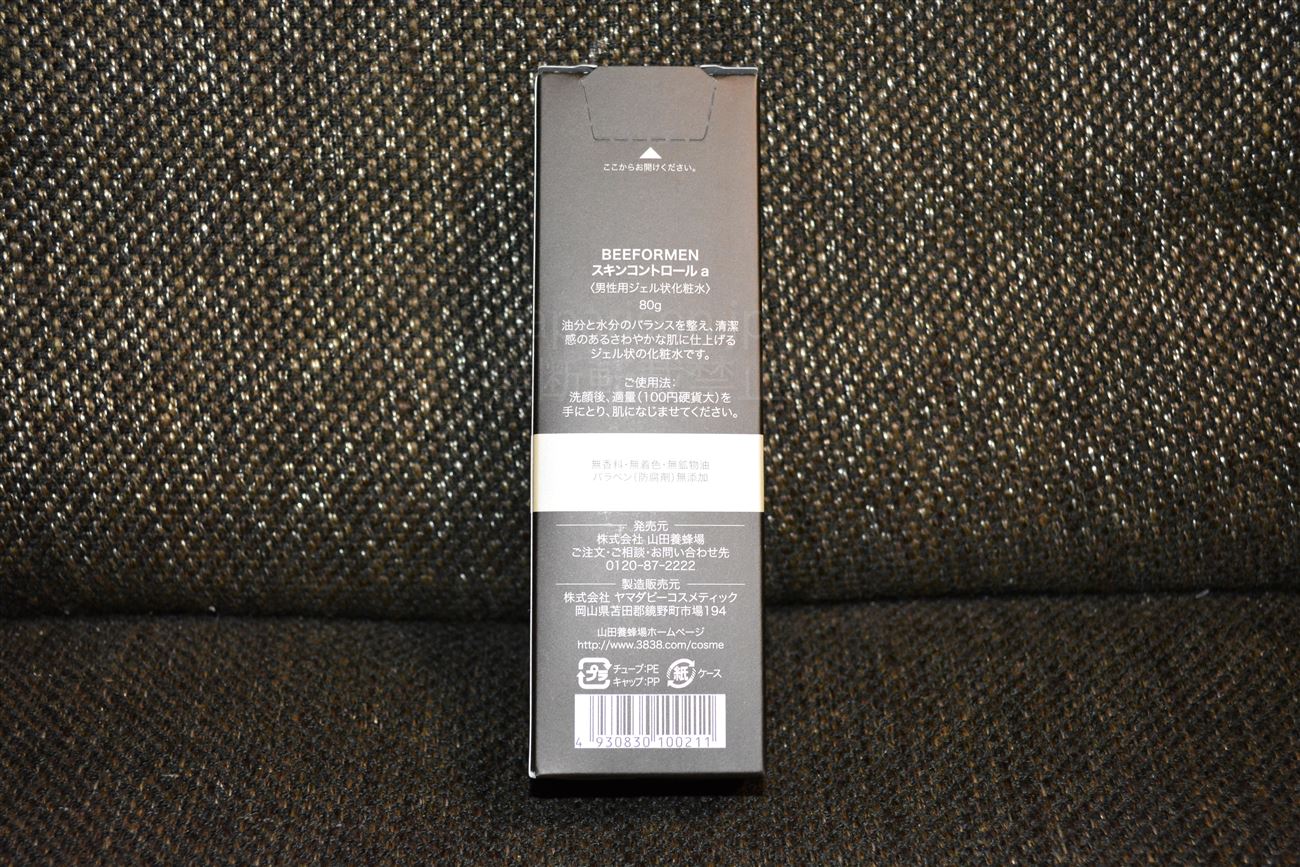 ここからお開けください。
BEEFORMEN
スキンコントロール a
〈男性用ジェル状化粧水〉
80g
油分と水分のバランスを整え、清潔
感のあるさわやかな肌に仕上げる
ジェル状の化粧水です。
ご使用法：
洗顔後、適量（100円硬貨大）を
手にとり、肌になじませてください。
無香料・無着色・無鉱物油
パラベン（防腐剤）無添加
発売元
株式会社 山田養蜂場
ご注文・ご相談・お問い合わせ先
0120-87-2222
製造販売元
株式会社 ヤマダビーコスメティック
岡山県苫田郡鏡野町市場194
山田養蜂場ホームページ
http://www.3838.com/cosme
プラ チューブ：PE 紙 ケース
キャップ：PP
4 930830 100211